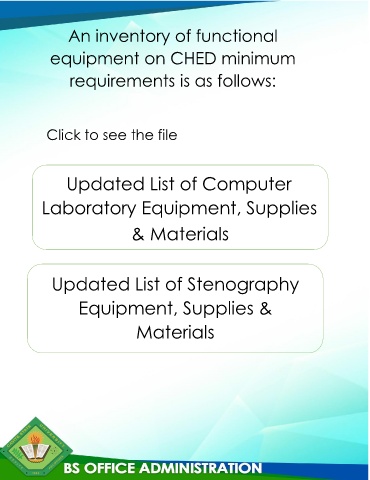 An inventory of functional
equipment on CHED minimum
requirements is as follows:
Click to see the file
Updated List of Computer
Laboratory Equipment, Supplies
& Materials
Updated List of Stenography
Equipment, Supplies &
Materials
BS OFFICE ADMINISTRATION